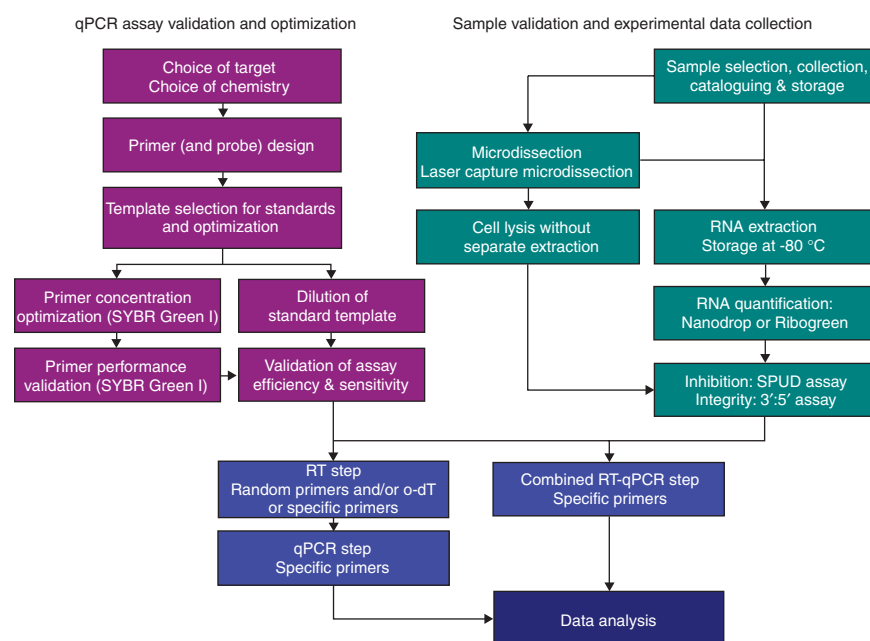 qPCR assay validation and optimization
Choice of target
Choice of chemistry
Primer (and probe) design
Template selection for standards
and optimization
Primer concentration
optimization (SYBR Green I)
Dilution of
standard template
Primer performance
validation (SYBR Green I)
Validation of assay
efficiency & sensitivity
Sample validation and experimental data collection
Sample selection, collection,
cataloguing & storage
Microdissection
Laser capture microdissection
Cell lysis without
separate extraction
RNA extraction
Storage at -80 °C
RNA quantification:
Nanodrop or Ribogreen
Inhibition: SPUD assay
Integrity: 3′:5′ assay
RT step
Random primers and/or o-dT
or specific primers
Combined RT-qPCR step
Specific primers
qPCR step
Specific primers
Data analysis